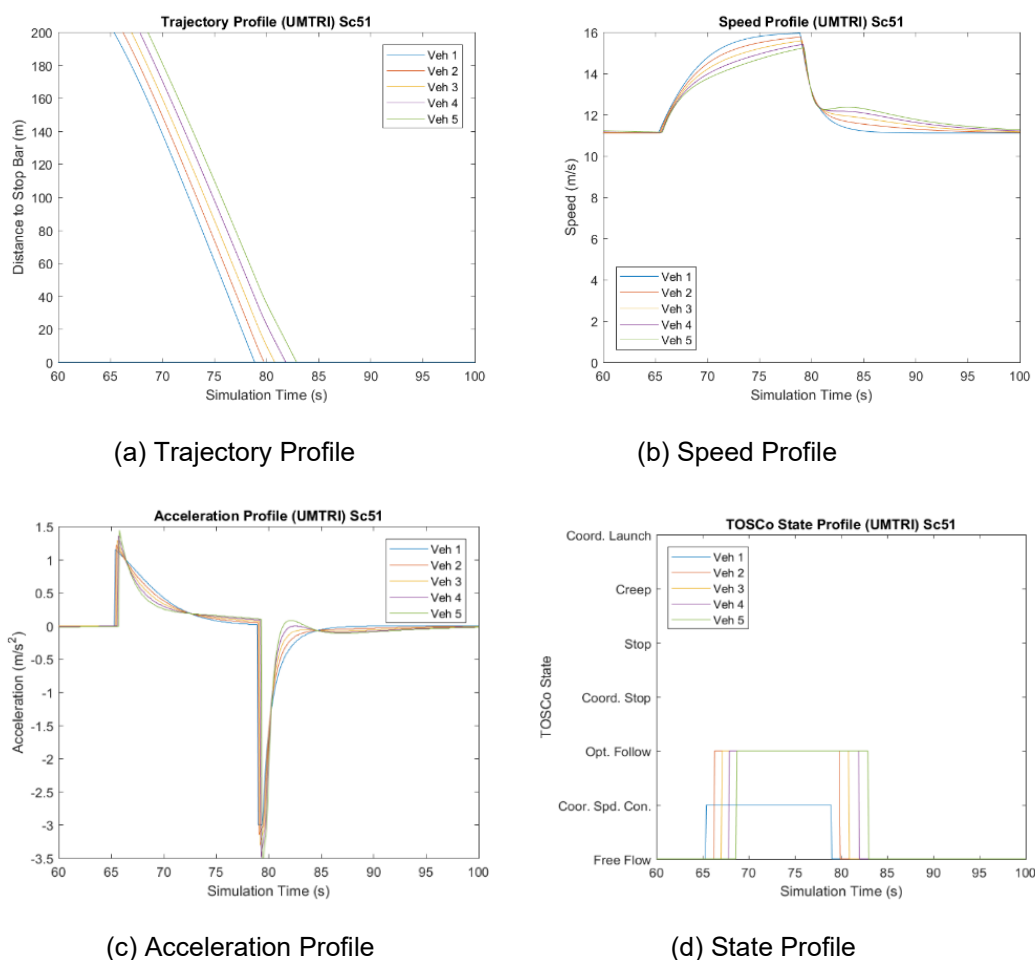 Trajectory Profile (UMTRI) Sc51
200
180
160
140
120
100
80
60
40
20
0
Distance to Stop Bar (m)
Veh 1
Veh 2
Veh 3
Veh 4
Veh 5
60 65 70 75 80 85 90 95 100
Simulation Time (s)
(a) Trajectory Profile
Speed Profile (UMTRI) Sc51
16
14
12
10
8
6
4
2
0
Speed (m/s)
Veh 1
Veh 2
Veh 3
Veh 4
Veh 5
60 65 70 75 80 85 90 95 100
Simulation Time (s)
(b) Speed Profile
Acceleration Profile (UMTRI) Sc51
1.5
1
0.5
0
-0.5
-1
-1.5
-2
-2.5
-3
-3.5
Acceleration (m/s²)
Veh 1
Veh 2
Veh 3
Veh 4
Veh 5
60 65 70 75 80 85 90 95 100
Simulation Time (s)
(c) Acceleration Profile
TOSCo State Profile (UMTRI) Sc51
Coord. Launch
Creep
Stop
Coord. Stop
Opt. Follow
Coor. Spd. Con.
Free Flow
TOSCo State
Veh 1
Veh 2
Veh 3
Veh 4
Veh 5
60 65 70 75 80 85 90 95 100
Simulation Time (s)
(d) State Profile